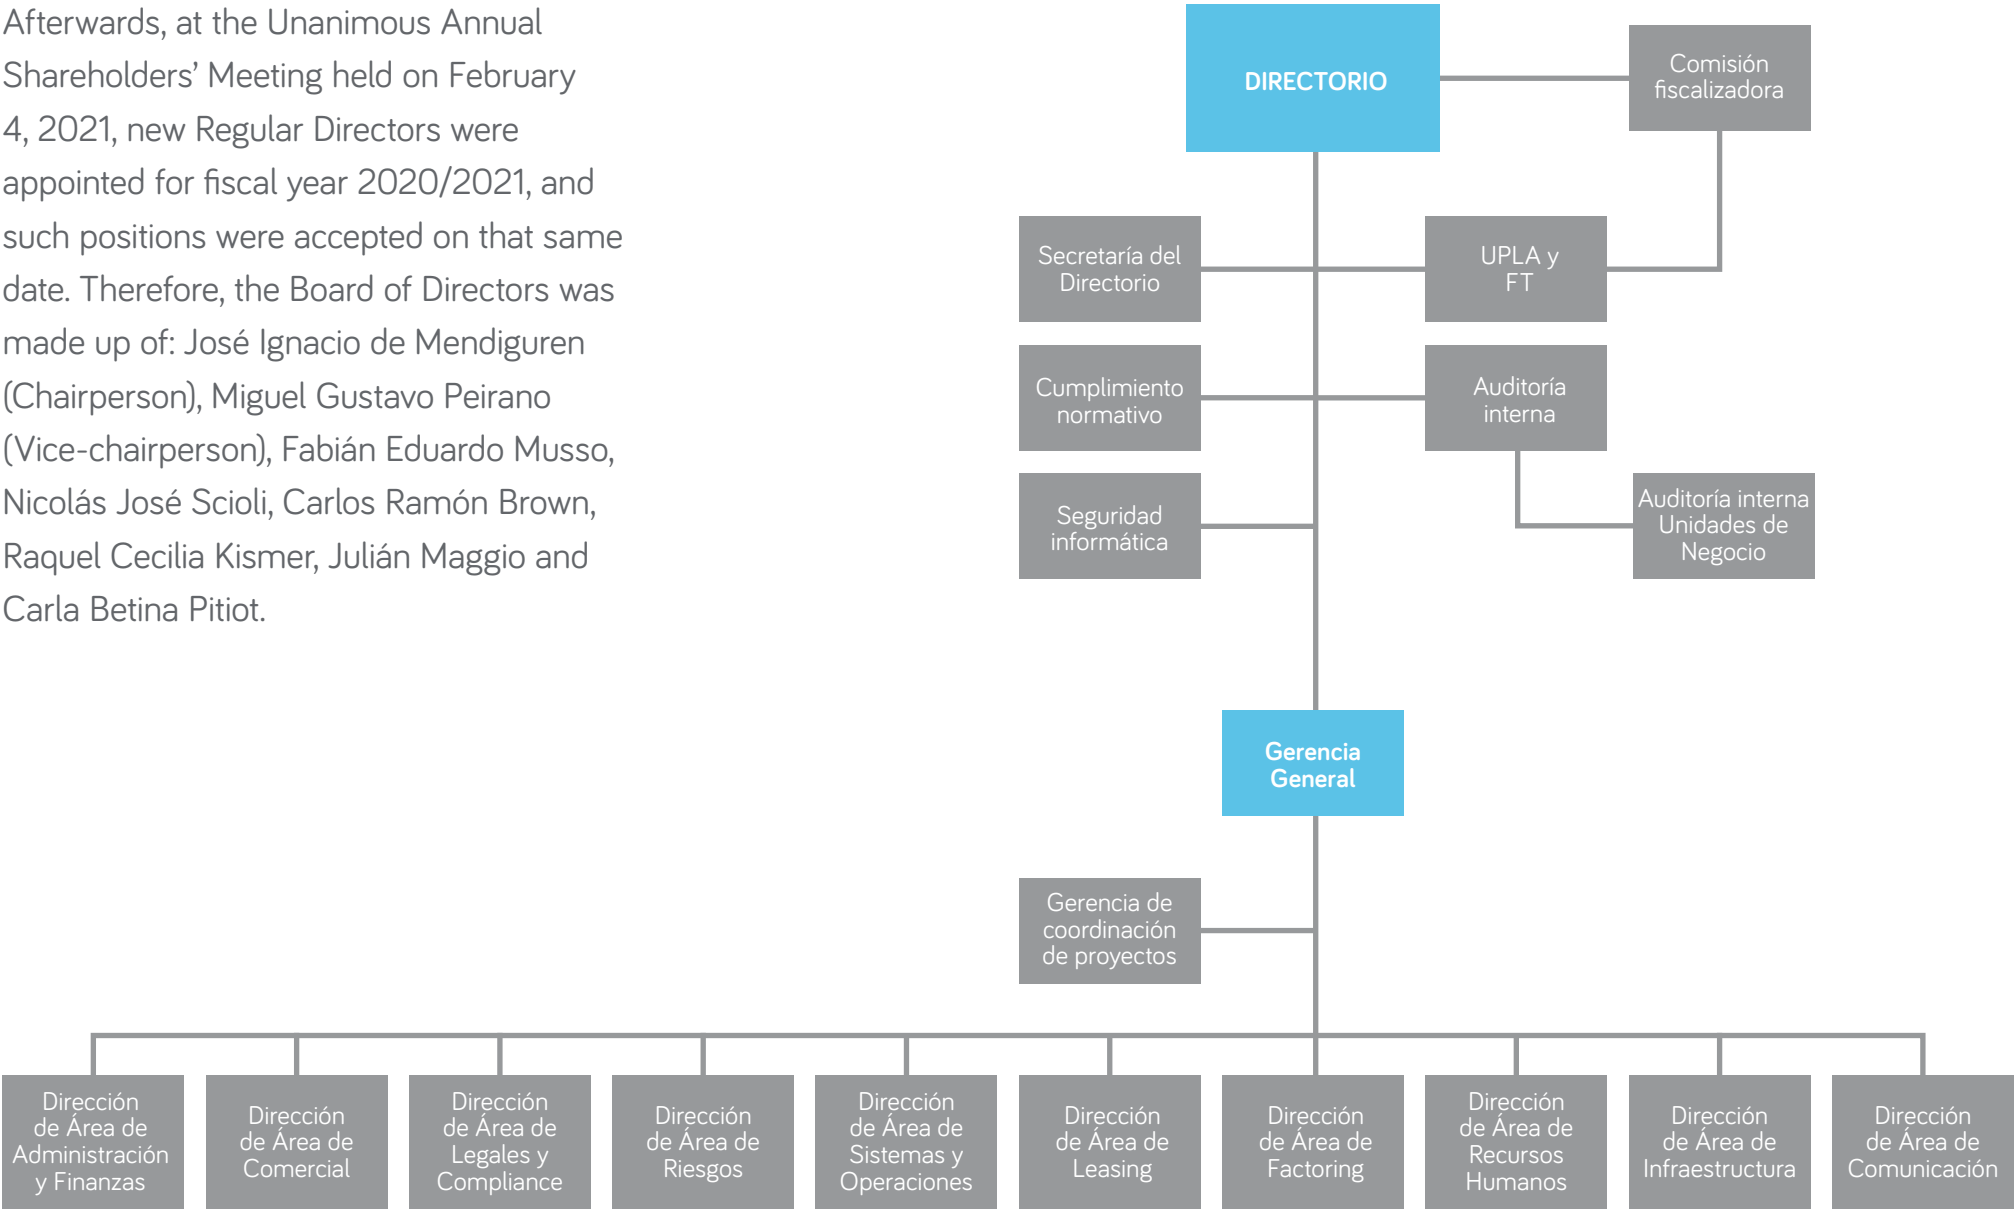 Afterwards, at the Unanimous Annual
Shareholders’ Meeting held on February
4, 2021, new Regular Directors were
appointed for fiscal year 2020/2021, and
such positions were accepted on that same
date. Therefore, the Board of Directors was
made up of: José Ignacio de Mendiguren
(Chairperson), Miguel Gustavo Peirano
(Vice-chairperson), Fabián Eduardo Musso,
Nicolás José Scioli, Carlos Ramón Brown,
Raquel Cecilia Kismer, Julián Maggio and
Carla Betina Pitiot.
DIRECTORIO
Comisión
fiscalizadora
Secretaría del
Directorio
UPLA y
FT
Cumplimiento
normativo
Auditoría
interna
Seguridad
informática
Auditoría interna
Unidades de
Negocio
Gerencia
General
Gerencia de
coordinación
de proyectos
Dirección
de Área de
Administración
y Finanzas
Dirección
de Área de
Comercial
Dirección
de Área de
Legales y
Compliance
Dirección
de Área de
Riesgos
Dirección
de Área de
Sistemas y
Operaciones
Dirección
de Área de
Leasing
Dirección
de Área de
Factoring
Dirección
de Área de
Recursos
Humanos
Dirección
de Área de
Infraestructura
Dirección
de Área de
Comunicación